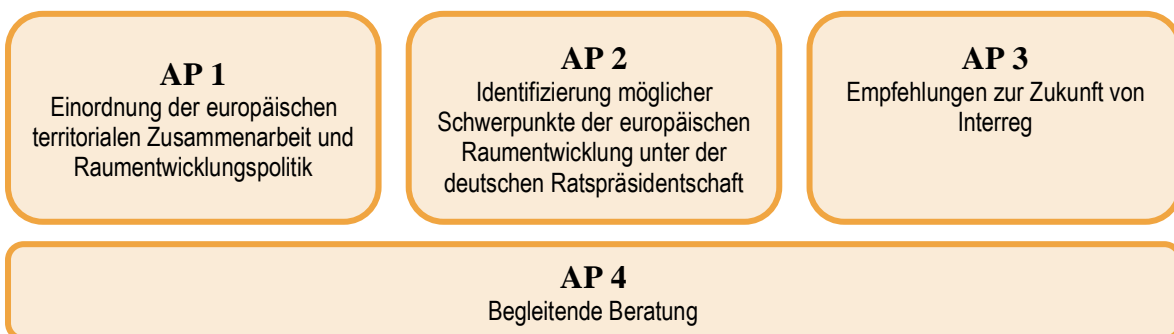 AP 1
Einordnung der europäischen
territorialen Zusammenarbeit und
Raumentwicklungspolitik
AP 2
Identifizierung möglicher
Schwerpunkte der europäischen
Raumentwicklung unter der
deutschen Ratspräsidentschaft
AP 3
Empfehlungen zur Zukunft von
Interreg
AP 4
Begleitende Beratung